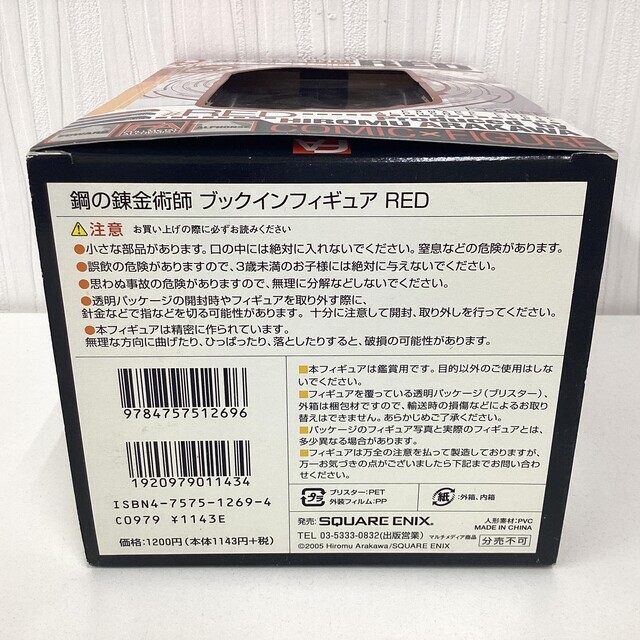 COMIC×FIGURE
鋼の錬金術師 ブックインフィギュア RED
注意 お買い上げの際に必ずお読みください
●小さな部品があります。口の中には絶対に入れないでください。窒息などの危険があります。
●誤飲の危険がありますので、3歳未満のお子様には絶対に与えないでください。
●思わぬ事故の危険がありますので、無理に分解などしないでください。
●透明パッケージの開封時やフィギュアを取り外す際に、
針金などで指などを切る可能性があります。十分に注意して開封、取り外しを行ってください。
●本フィギュアは精密に作られています。
無理な方向に曲げたり、ひっぱったり、落としたりすると、破損の可能性があります。
9784757512696
1920979011434
ISBN4-7575-1269-4
C0979 ¥1143E
価格:1200円(本体1143円+税)
■本フィギュアは鑑賞用です。目的以外のご使用はしな
いでください。
■フィギュアを覆っている透明パッケージ(ブリスター)、
外箱は梱包材ですので、輸送時の損傷などによるお取り
替えはできません。あらかじめご了承ください。
■パッケージのフィギュア写真と実際のフィギュアとは、
多少異なる場合があります。
■フィギュアは万全の注意を払って製造しておりますが、
万一お気づきの点がございましたら下記までお問い合わ
せください。
プラ ブリスター:PET
外装フィルム:PP
紙 :外箱、内箱
発売: SQUARE ENIX.
人形素材:PVC
MADE IN CHINA
TEL 03-5333-0832(出版営業) マルチメディア商品 分売不可
©2005 Hiromu Arakawa/SQUARE ENIX